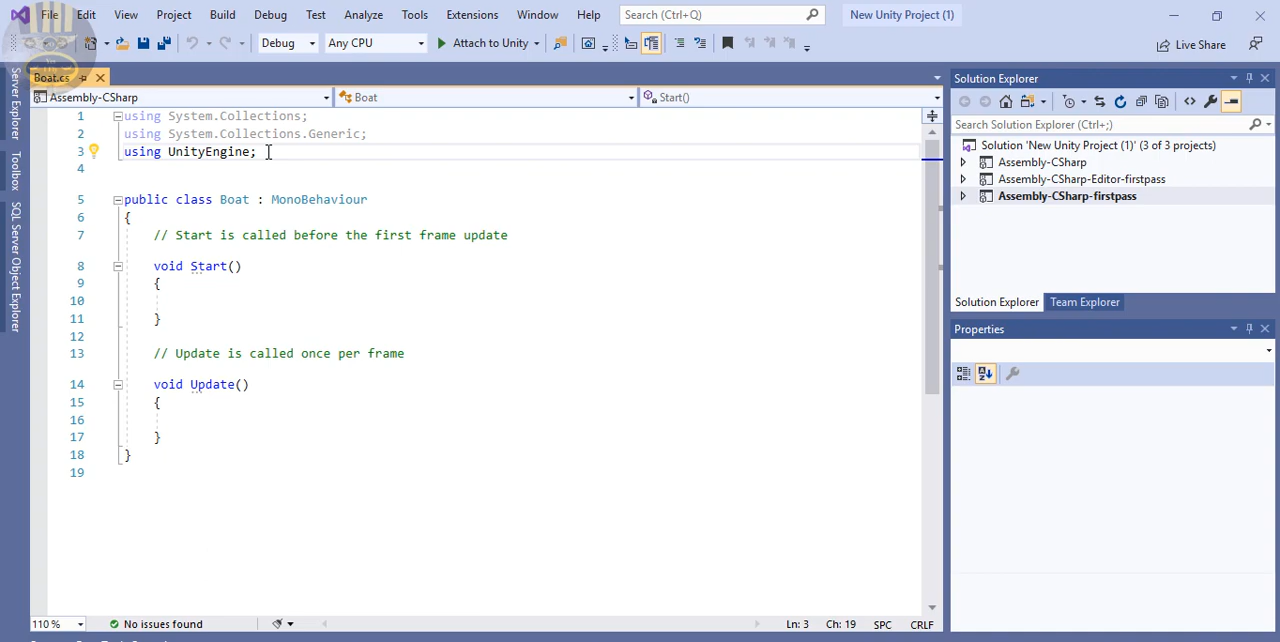 File Edit View Project Build Debug Test Analyze Tools Extensions Window Help Search (Ctrl+Q) New Unity Project (1)
Debug Any CPU Attach to Unity Live Share
Server Explorer
Toolbox
SQL Server Object Explorer
Boat.cs
Assembly-CSharp Boat Start()
1 using System.Collections;
2 using System.Collections.Generic;
3 using UnityEngine;
4
5 public class Boat : MonoBehaviour
6 {
7 // Start is called before the first frame update
8 void Start()
9 {
10
11 }
12
13 // Update is called once per frame
14 void Update()
15 {
16
17 }
18 }
19
110 % No issues found Ln: 3 Ch: 19 SPC CRLF
Solution Explorer
Search Solution Explorer (Ctrl+;)
Solution 'New Unity Project (1)' (3 of 3 projects)
Assembly-CSharp
Assembly-CSharp-Editor-firstpass
Assembly-CSharp-firstpass
Solution Explorer Team Explorer
Properties